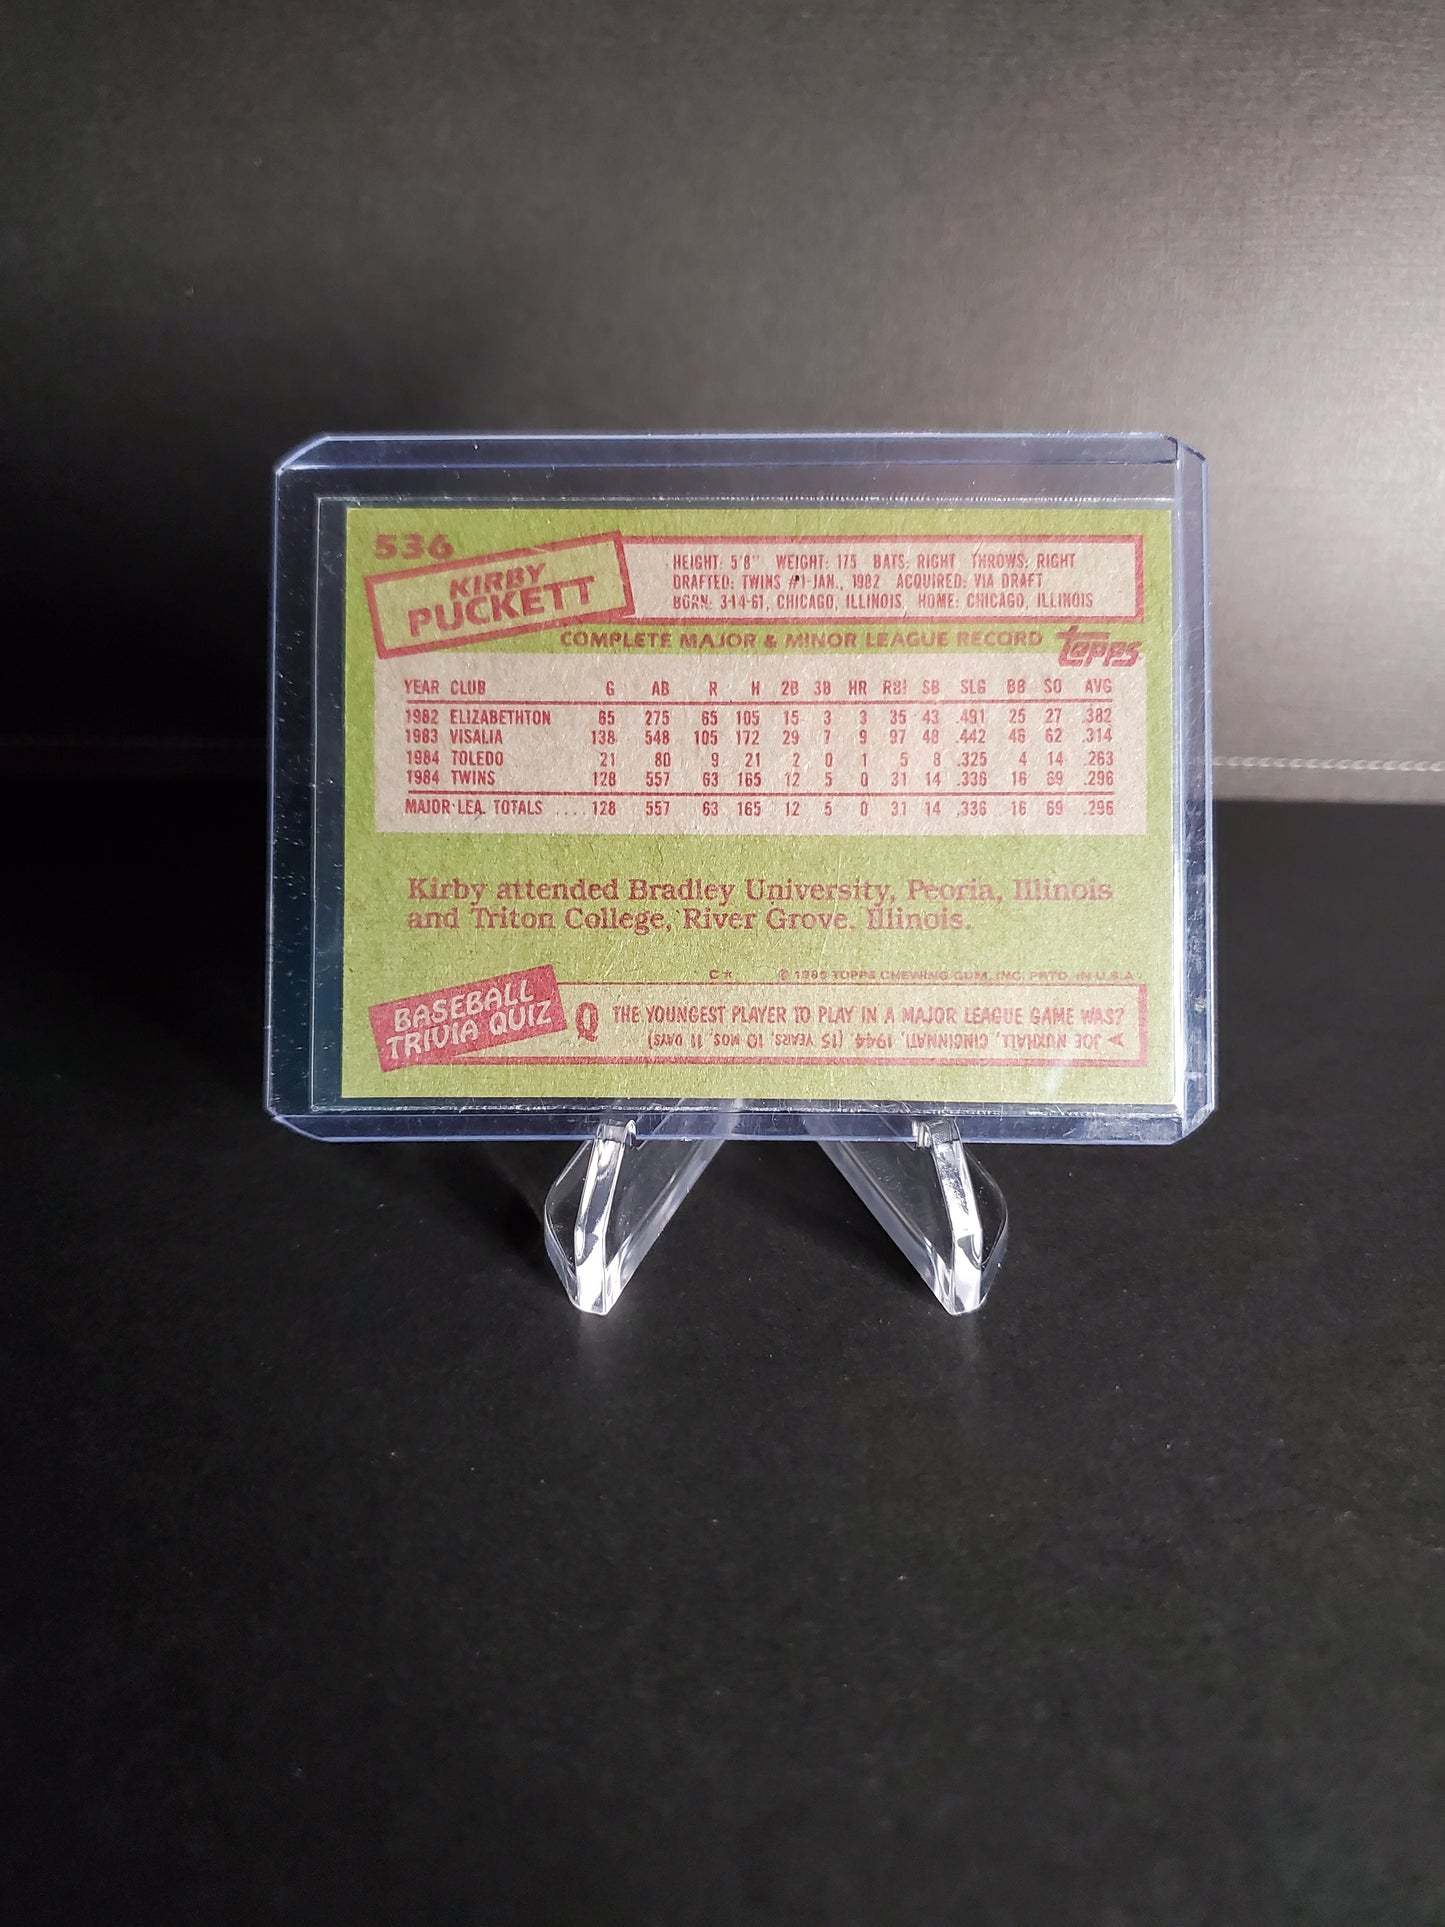 536
KIRBY
PUCKETT
HEIGHT: 5'8" WEIGHT: 175 BATS: RIGHT THROWS: RIGHT
DRAFTED: TWINS #1-JAN., 1982 ACQUIRED: VIA DRAFT
BORN: 3-14-61, CHICAGO, ILLINOIS, HOME: CHICAGO, ILLINOIS
COMPLETE MAJOR & MINOR LEAGUE RECORD
topps
YEAR CLUB G AB R H 2B 3B HR RBI SB SLG BB SO AVG
1982 ELIZABETHTON 65 275 65 105 15 3 3 35 43 .491 25 27 .382
1983 VISALIA 138 548 105 172 29 7 9 97 48 .442 46 62 .314
1984 TOLEDO 21 80 9 21 2 0 1 5 8 .325 4 14 .263
1984 TWINS 128 557 63 165 12 5 0 31 14 .336 16 69 .296
MAJOR LEA. TOTALS .... 128 557 63 165 12 5 0 31 14 .336 16 69 .296
Kirby attended Bradley University, Peoria, Illinois
and Triton College, River Grove, Illinois.
C* © 1985 TOPPS CHEWING GUM, INC. PRTD. IN U.S.A.
BASEBALL
TRIVIA QUIZ
Q THE YOUNGEST PLAYER TO PLAY IN A MAJOR LEAGUE GAME WAS?
JOE NUXHALL, CINCINNATI, 1944, (15 YEARS, 10 MOS, 11 DAYS)